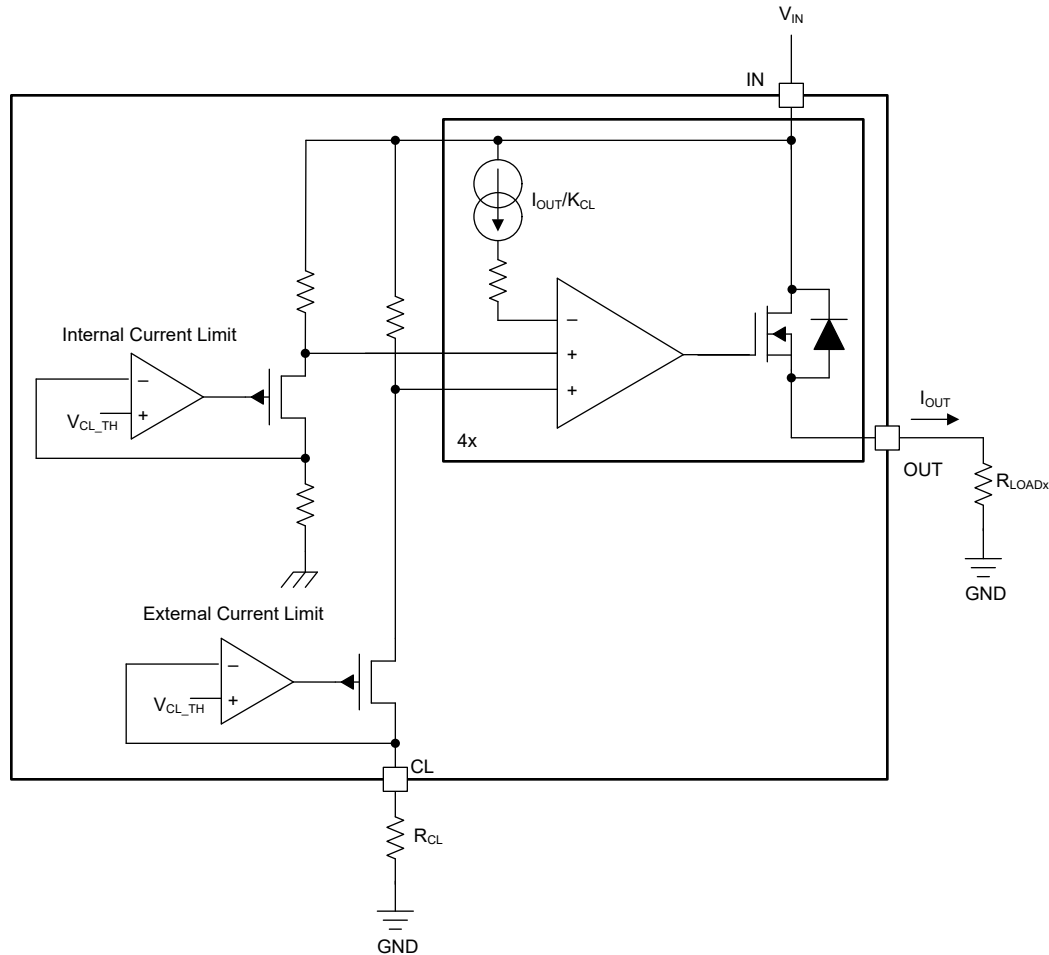 VIN
IN
IOUT/KCL
Internal Current Limit
−
+
VCL_TH
−
+
+
4x
IOUT
OUT
RLOADx
GND
External Current Limit
−
+
VCL_TH
CL
RCL
GND